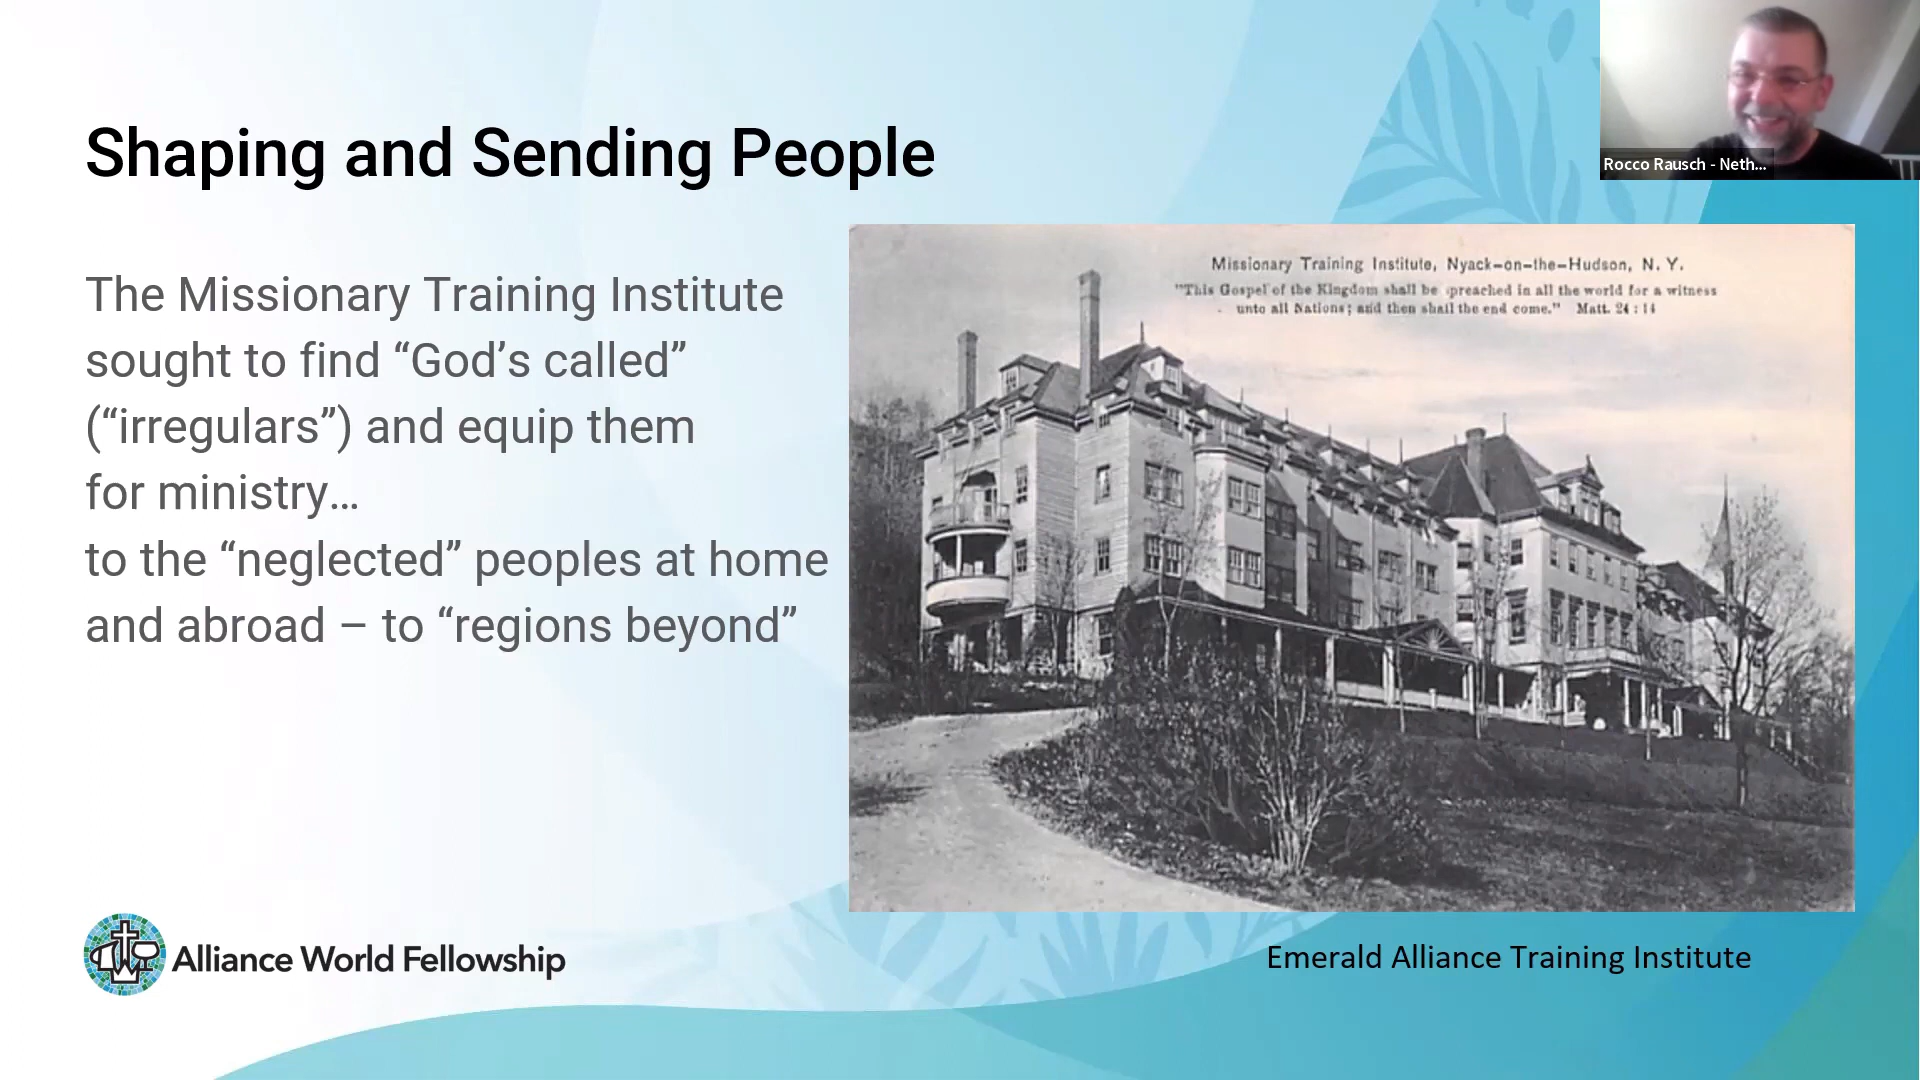 Shaping and Sending People
Rocco Rausch - Neth...
The Missionary Training Institute
sought to find “God’s called”
(“irregulars”) and equip them
for ministry…
to the “neglected” peoples at home
and abroad – to “regions beyond”
Missionary Training Institute, Nyack-on-the-Hudson, N. Y.
"This Gospel of the Kingdom shall be preached in all the world for a witness
unto all Nations; and then shall the end come." Matt. 24 : 14
Alliance World Fellowship
Emerald Alliance Training Institute